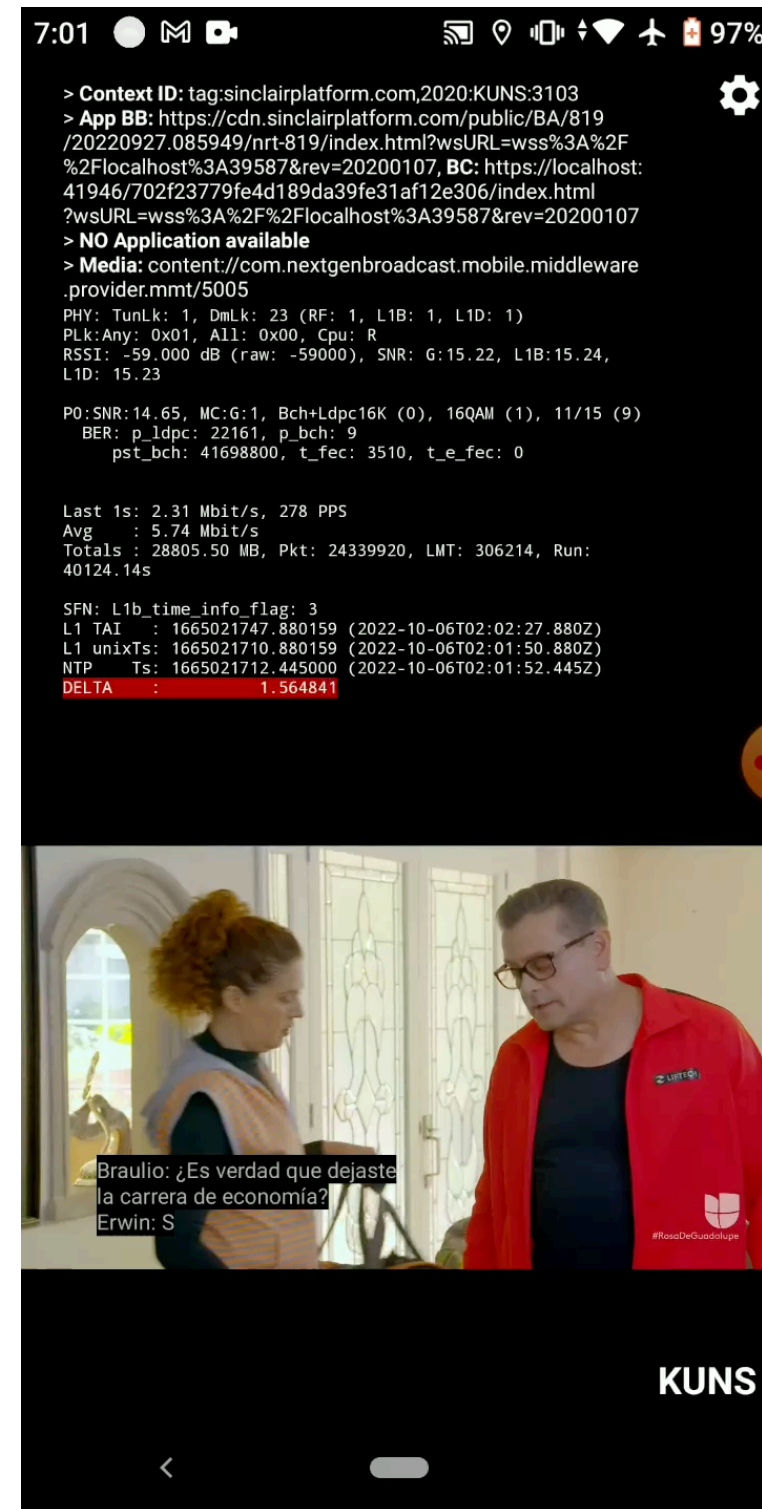 7:01
97%
> Context ID: tag:sinclairplatform.com,2020:KUNS:3103
> App BB: https://cdn.sinclairplatform.com/public/BA/819
/20220927.085949/nrt-819/index.html?wsURL=wss%3A%2F
%2Flocalhost%3A39587&rev=20200107, BC: https://localhost:
41946/702f23779fe4d189da39fe31af12e306/index.html
?wsURL=wss%3A%2F%2Flocalhost%3A39587&rev=20200107
> NO Application available
> Media: content://com.nextgenbroadcast.mobile.middleware
.provider.mmt/5005
PHY: TunLk: 1, DmLk: 23 (RF: 1, L1B: 1, L1D: 1)
PLk:Any: 0x01, All: 0x00, Cpu: R
RSSI: -59.000 dB (raw: -59000), SNR: G:15.22, L1B:15.24,
L1D: 15.23
P0:SNR:14.65, MC:G:1, Bch+Ldpc16K (0), 16QAM (1), 11/15 (9)
BER: p_ldpc: 22161, p_bch: 9
pst_bch: 41698800, t_fec: 3510, t_e_fec: 0
Last 1s: 2.31 Mbit/s, 278 PPS
Avg : 5.74 Mbit/s
Totals : 28805.50 MB, Pkt: 24339920, LMT: 306214, Run:
40124.14s
SFN: L1b_time_info_flag: 3
L1 TAI : 1665021747.880159 (2022-10-06T02:02:27.880Z)
L1 unixTs: 1665021710.880159 (2022-10-06T02:01:50.880Z)
NTP Ts: 1665021712.445000 (2022-10-06T02:01:52.445Z)
DELTA : 1.564841
Braulio: ¿Es verdad que dejaste
la carrera de economía?
Erwin: S
#RosaDeGuadalupe
KUNS